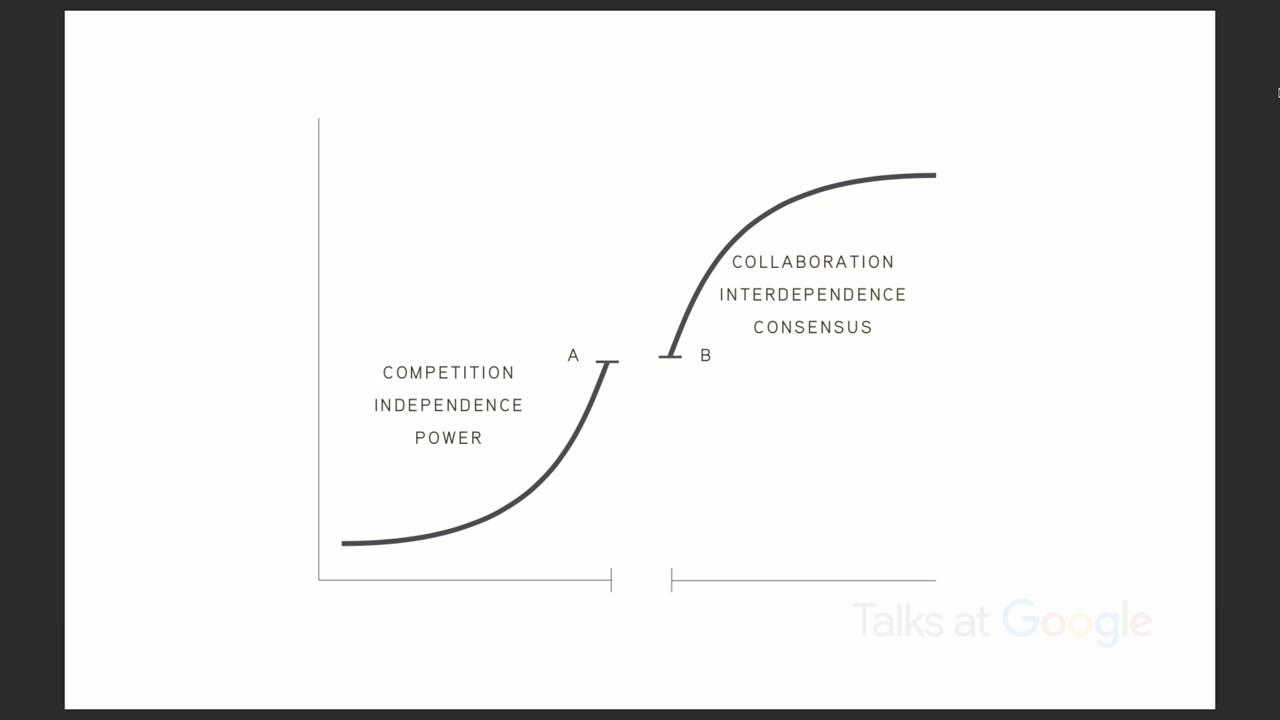 COLLABORATION
INTERDEPENDENCE
CONSENSUS
A
B
COMPETITION
INDEPENDENCE
POWER
Talks at Google